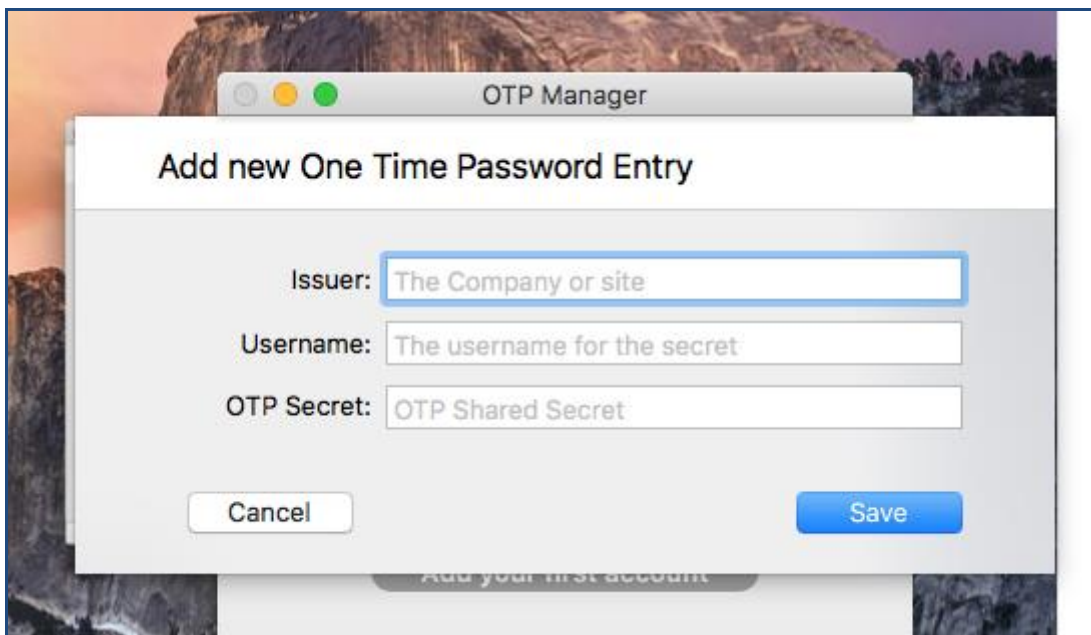 OTP Manager
Add new One Time Password Entry
Issuer: The Company or site
Username: The username for the secret
OTP Secret: OTP Shared Secret
Cancel Save
Add your first account